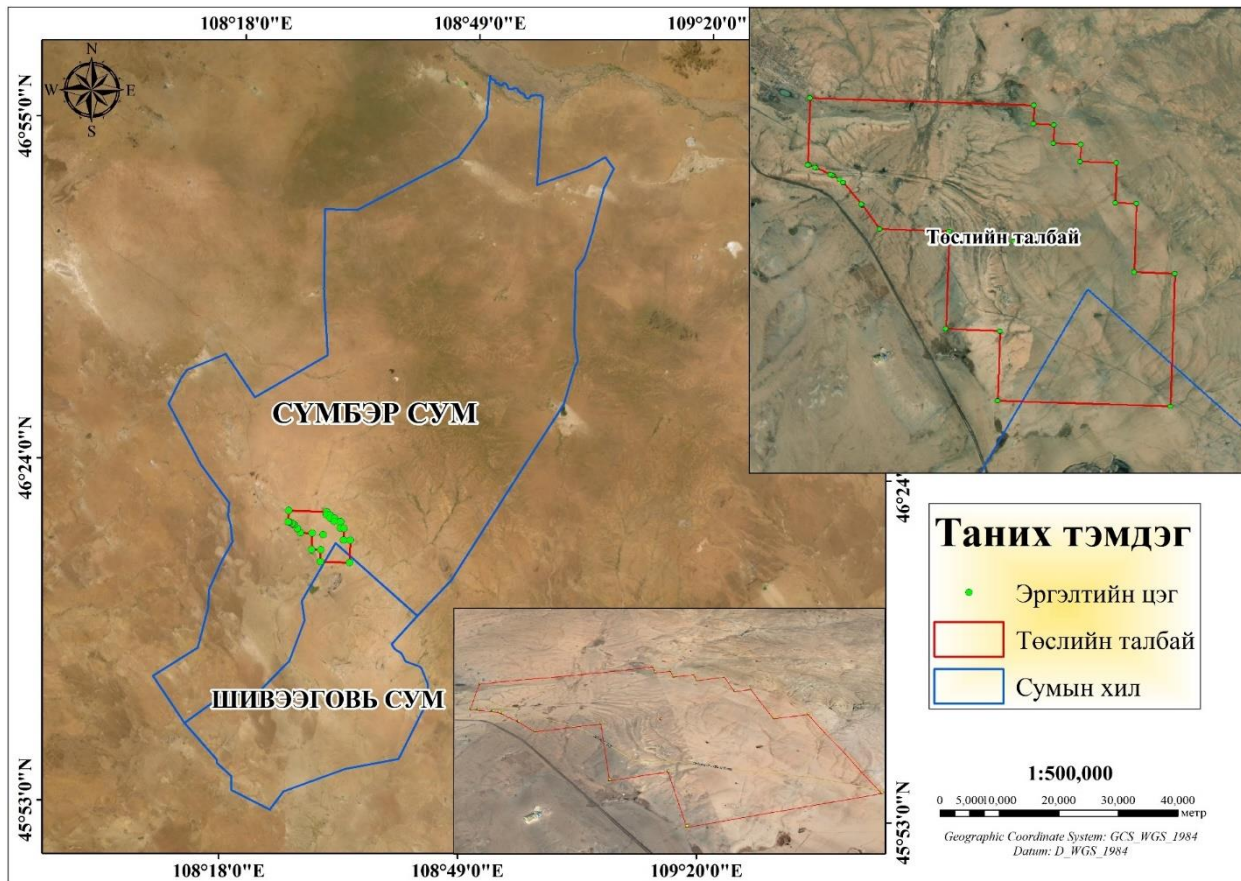 108°18'0"E
108°49'0"E
109°20'0"E
N
W
E
S
46°55'0"N
Төслийн талбай
СҮМБЭР СУМ
46°24'0"N
46°24'
Таних тэмдэг
Эргэлтийн цэг
Төслийн талбай
Сумын хил
ШИВЭЭГОВЬ СУМ
1:500,000
0 5,000 10,000 20,000 30,000 40,000
метр
Geographic Coordinate System: GCS_WGS_1984
Datum: D_WGS_1984
45°53'0"N
45°53'0"N
108°18'0"E
108°49'0"E
109°20'0"E